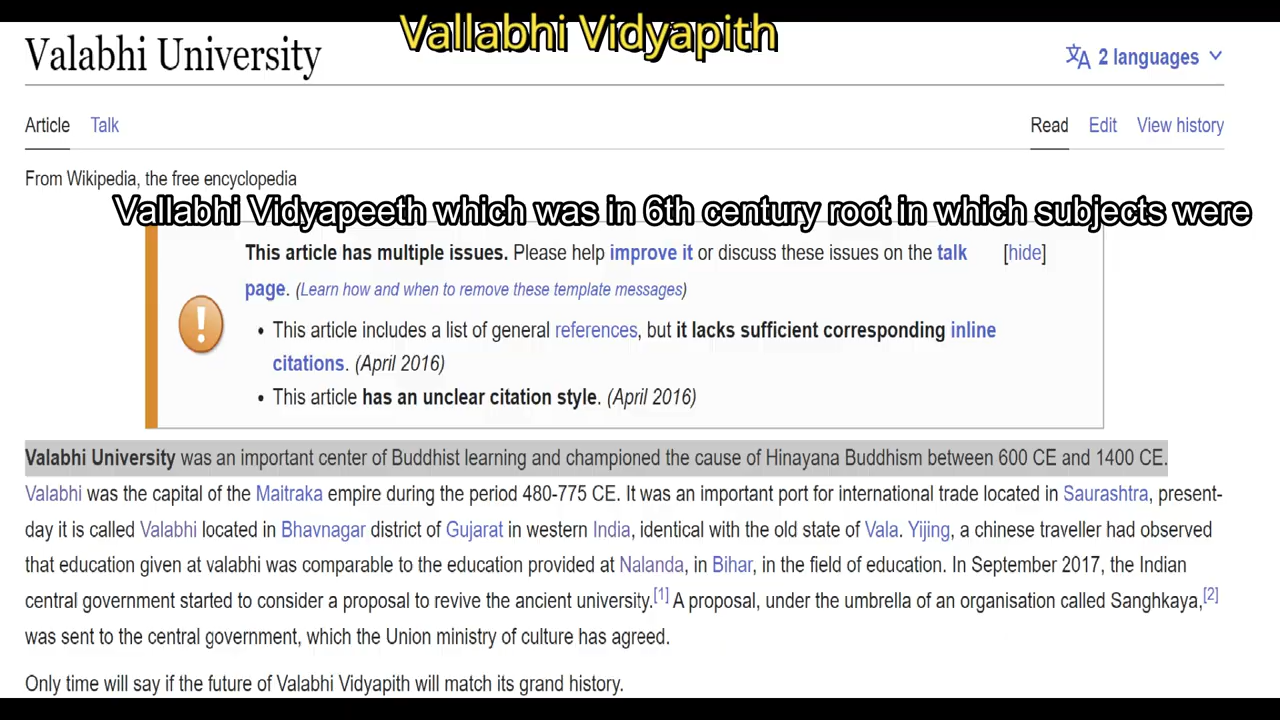 Vallabhi Vidyapith
Valabhi University
2 languages
Article Talk Read Edit View history
From Wikipedia, the free encyclopedia
Vallabhi Vidyapeeth which was in 6th century root in which subjects were
This article has multiple issues. Please help improve it or discuss these issues on the talk [hide]
page. (Learn how and when to remove these template messages)
• This article includes a list of general references, but it lacks sufficient corresponding inline
citations. (April 2016)
• This article has an unclear citation style. (April 2016)
Valabhi University was an important center of Buddhist learning and championed the cause of Hinayana Buddhism between 600 CE and 1400 CE.
Valabhi was the capital of the Maitraka empire during the period 480-775 CE. It was an important port for international trade located in Saurashtra, present-
day it is called Valabhi located in Bhavnagar district of Gujarat in western India, identical with the old state of Vala. Yijing, a chinese traveller had observed
that education given at valabhi was comparable to the education provided at Nalanda, in Bihar, in the field of education. In September 2017, the Indian
central government started to consider a proposal to revive the ancient university.[1] A proposal, under the umbrella of an organisation called Sanghkaya,[2]
was sent to the central government, which the Union ministry of culture has agreed.
Only time will say if the future of Valabhi Vidyapith will match its grand history.